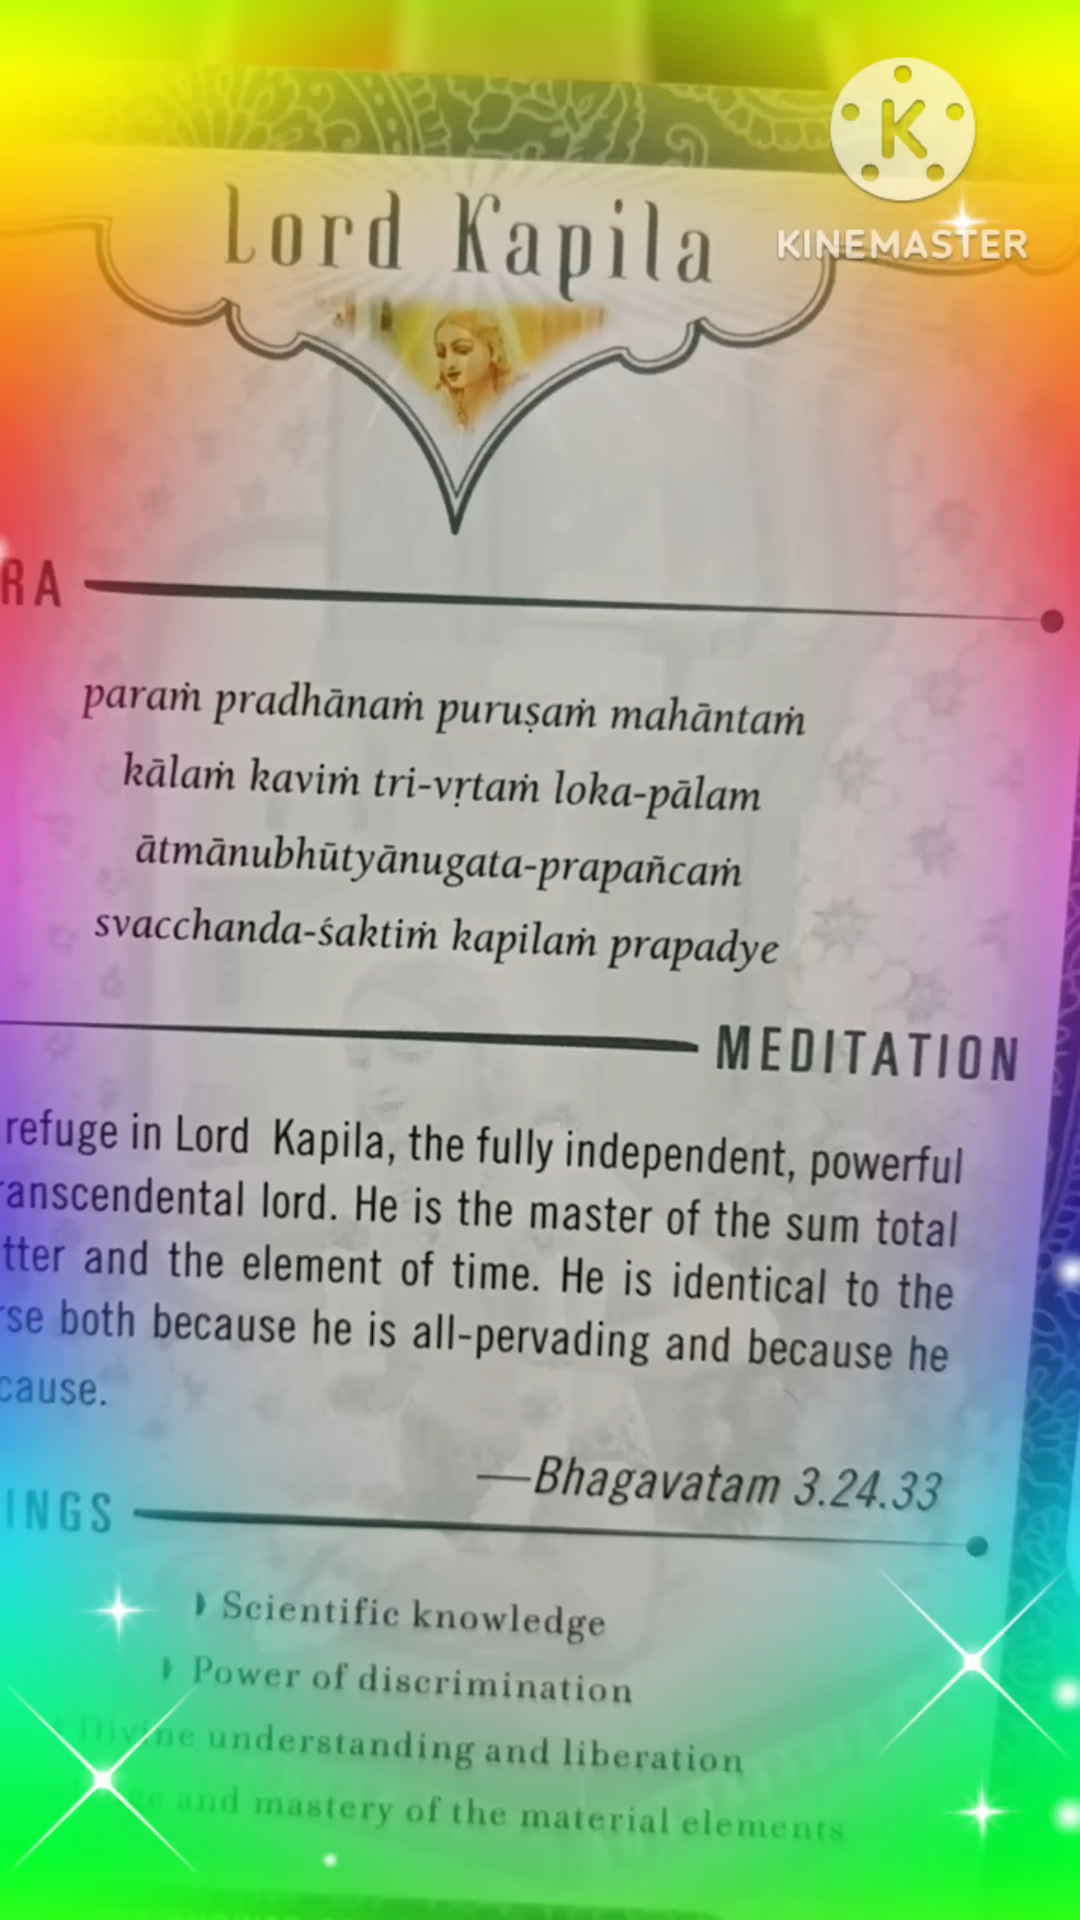 K
KINEMASTER
Lord Kapila
RA
paraṁ pradhānaṁ puruṣaṁ mahāntaṁ
kālaṁ kaviṁ tri-vṛtaṁ loka-pālam
ātmānubhūtyānugata-prapañcaṁ
svacchanda-śaktiṁ kapilaṁ prapadye
MEDITATION
refuge in Lord Kapila, the fully independent, powerful
ranscendental lord. He is the master of the sum total
tter and the element of time. He is identical to the
rse both because he is all-pervading and because he
cause.
—Bhagavatam 3.24.33
INGS
Scientific knowledge
Power of discrimination
Divine understanding and liberation
and mastery of the material elements